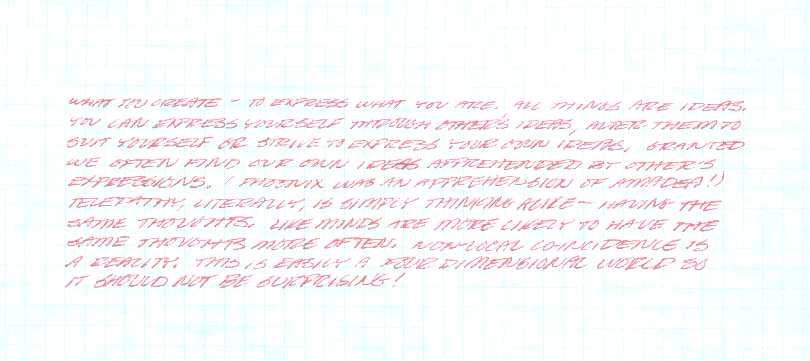 WHAT YOU CREATE - TO EXPRESS WHAT YOU ARE. ALL THINGS ARE IDEAS.
YOU CAN EXPRESS YOURSELF THROUGH OTHER'S IDEAS, ALTER THEM TO
SUIT YOURSELF OR STRIVE TO EXPRESS YOUR OWN IDEAS, GRANTED
WE OFTEN FIND OUR OWN IDEAS APPREHENDED BY OTHER'S
EXPRESSIONS. (PHOENIX WAS AN APPREHENSION OF AMADEA!)
TELEPATHY, LITERALLY, IS SIMPLY THINKING ALIKE - HAVING THE
SAME THOUGHTS. LIKE MINDS ARE MORE LIKELY TO HAVE THE
SAME THOUGHTS MORE OFTEN. NON-LOCAL CO-INCIDENCE IS
A REALITY. THIS IS EASILY A FOUR DIMENSIONAL WORLD SO
IT SHOULD NOT BE SURPRISING!